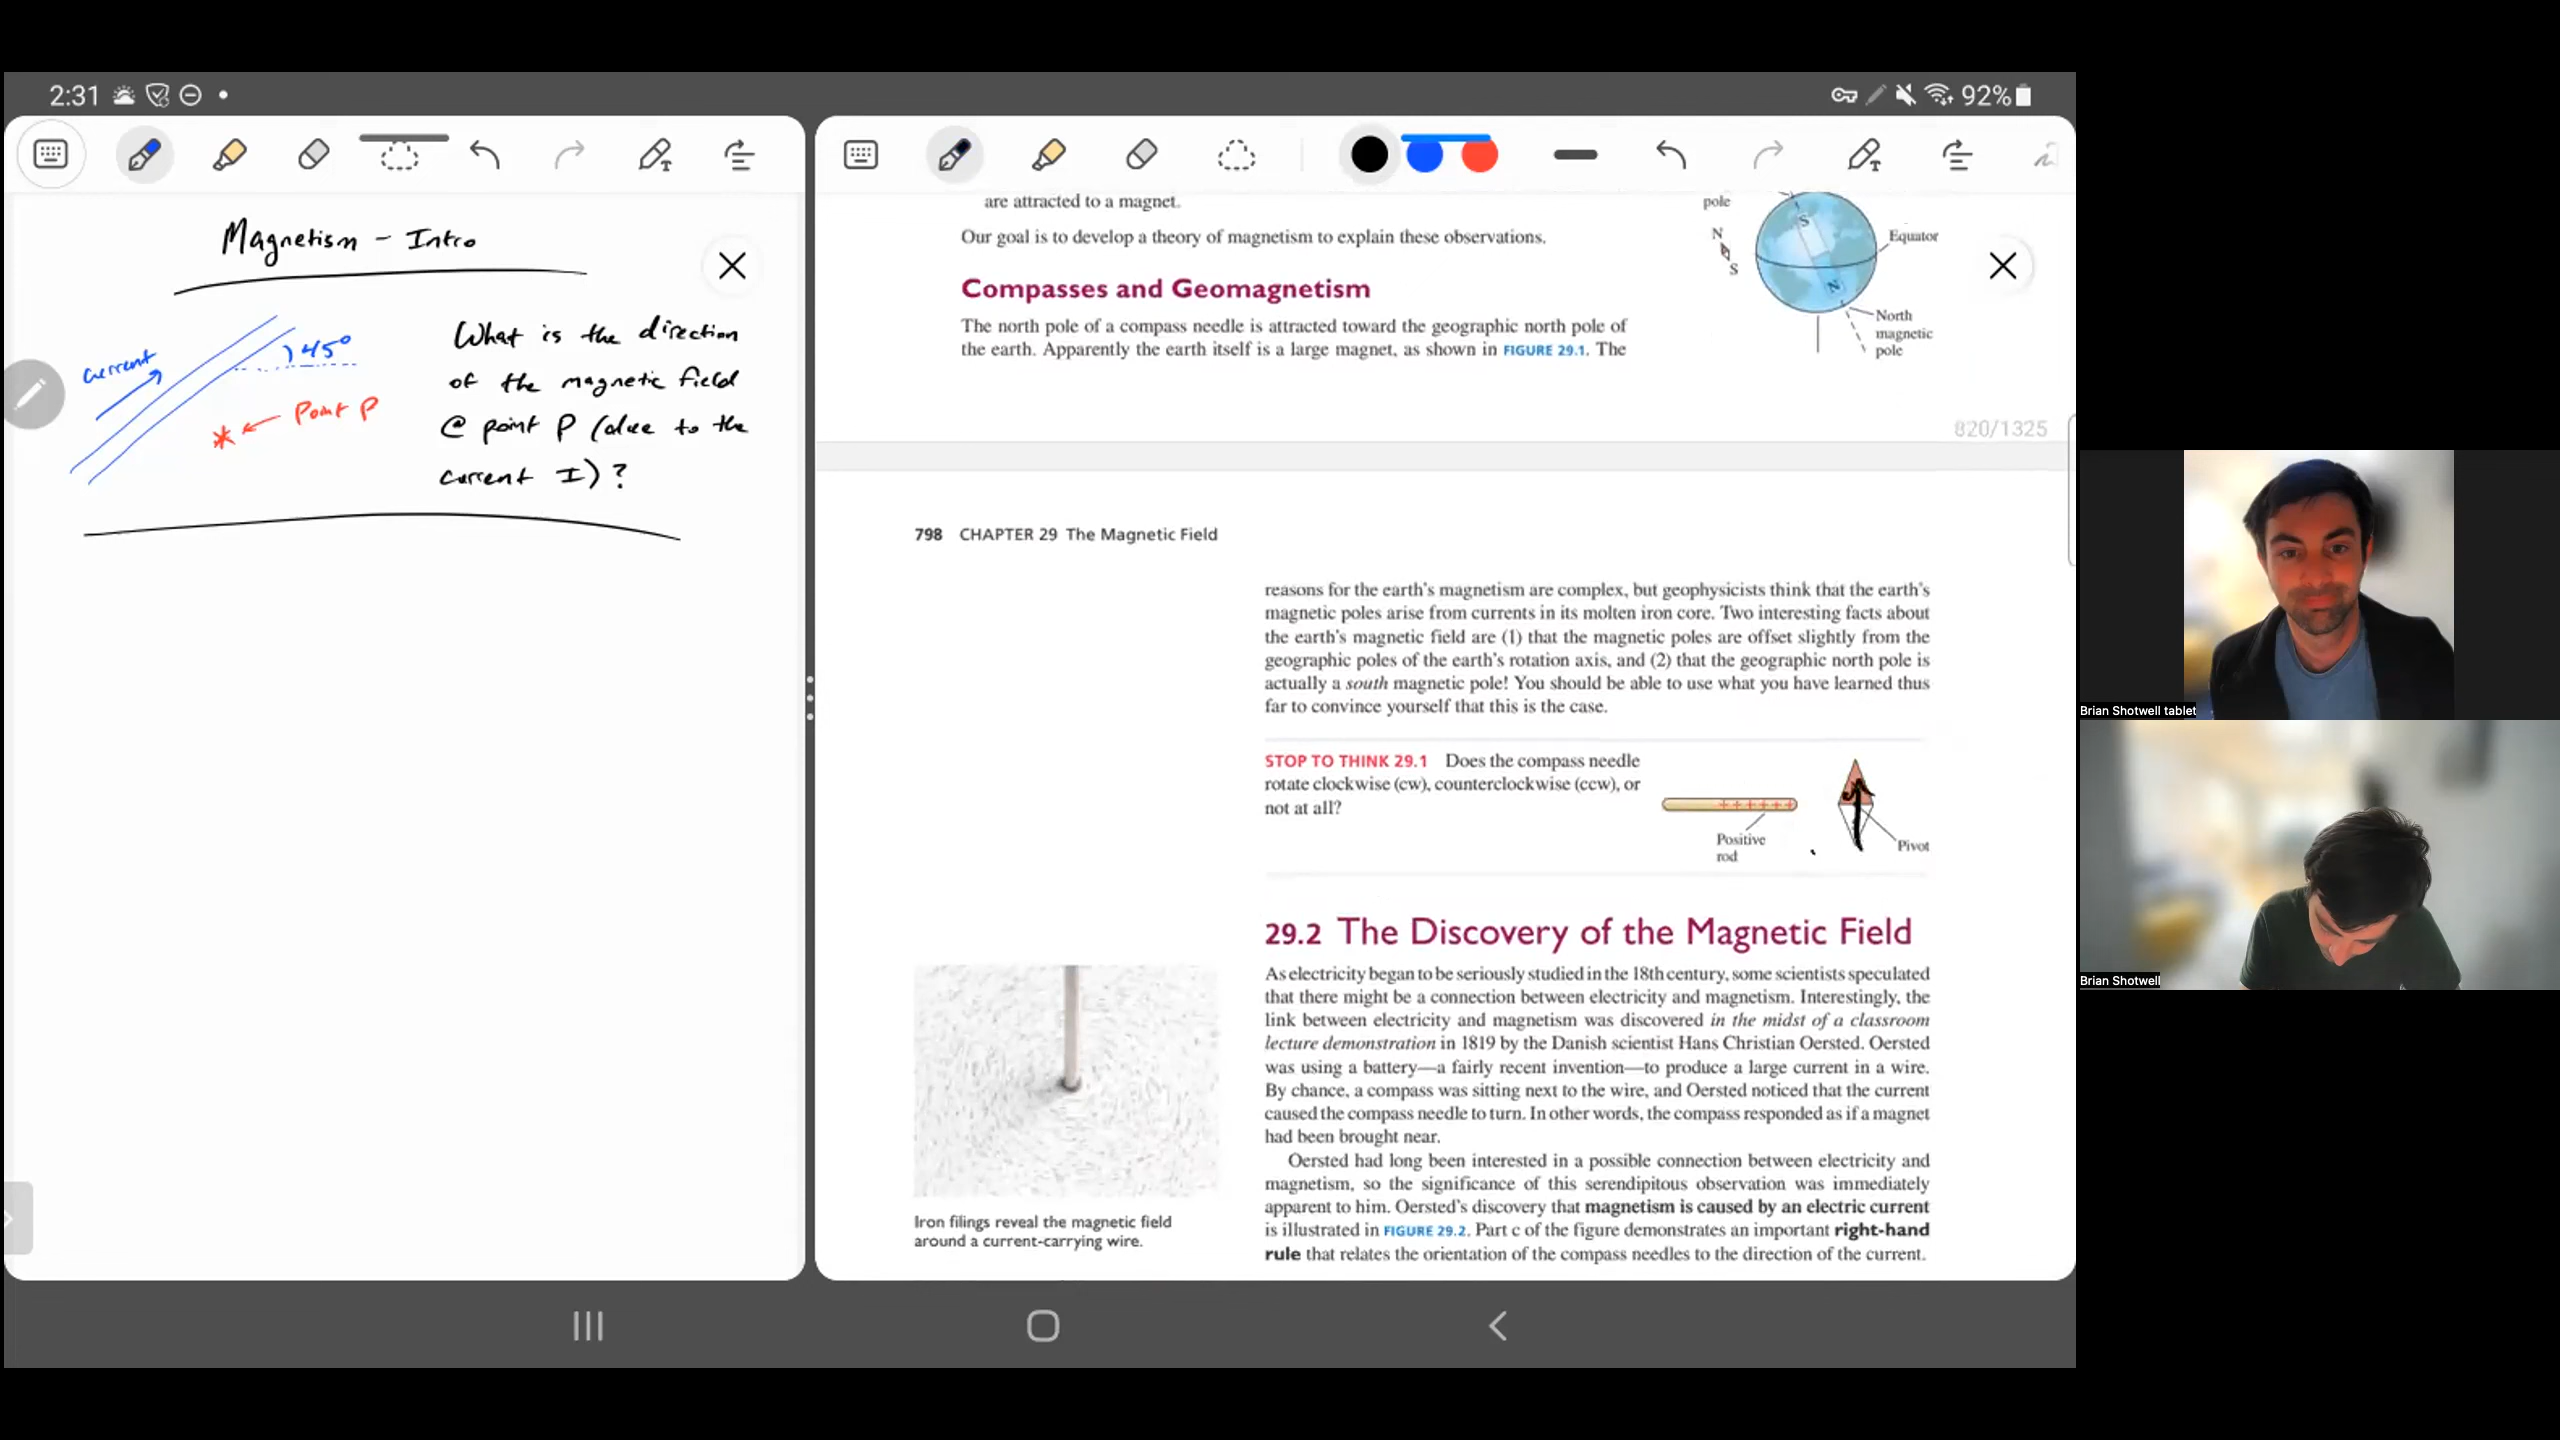 2:31
92%
Magnetism - Intro
current
45°
Point P
What is the direction
of the magnetic field
@ point P (due to the
current I)?
are attracted to a magnet.
Our goal is to develop a theory of magnetism to explain these observations.
Compasses and Geomagnetism
The north pole of a compass needle is attracted toward the geographic north pole of
the earth. Apparently the earth itself is a large magnet, as shown in FIGURE 29.1. The
pole
S
N
S
Equator
N
North
magnetic
pole
820/1325
798 CHAPTER 29 The Magnetic Field
reasons for the earth's magnetism are complex, but geophysicists think that the earth's
magnetic poles arise from currents in its molten iron core. Two interesting facts about
the earth's magnetic field are (1) that the magnetic poles are offset slightly from the
geographic poles of the earth's rotation axis, and (2) that the geographic north pole is
actually a south magnetic pole! You should be able to use what you have learned thus
far to convince yourself that this is the case.
STOP TO THINK 29.1 Does the compass needle
rotate clockwise (cw), counterclockwise (ccw), or
not at all?
++++++
Positive
rod
Pivot
29.2 The Discovery of the Magnetic Field
As electricity began to be seriously studied in the 18th century, some scientists speculated
that there might be a connection between electricity and magnetism. Interestingly, the
link between electricity and magnetism was discovered in the midst of a classroom
lecture demonstration in 1819 by the Danish scientist Hans Christian Oersted. Oersted
was using a battery—a fairly recent invention—to produce a large current in a wire.
By chance, a compass was sitting next to the wire, and Oersted noticed that the current
caused the compass needle to turn. In other words, the compass responded as if a magnet
had been brought near.
Oersted had long been interested in a possible connection between electricity and
magnetism, so the significance of this serendipitous observation was immediately
apparent to him. Oersted's discovery that magnetism is caused by an electric current
is illustrated in FIGURE 29.2. Part c of the figure demonstrates an important right-hand
rule that relates the orientation of the compass needles to the direction of the current.
Iron filings reveal the magnetic field
around a current-carrying wire.
Brian Shotwell tablet
Brian Shotwell